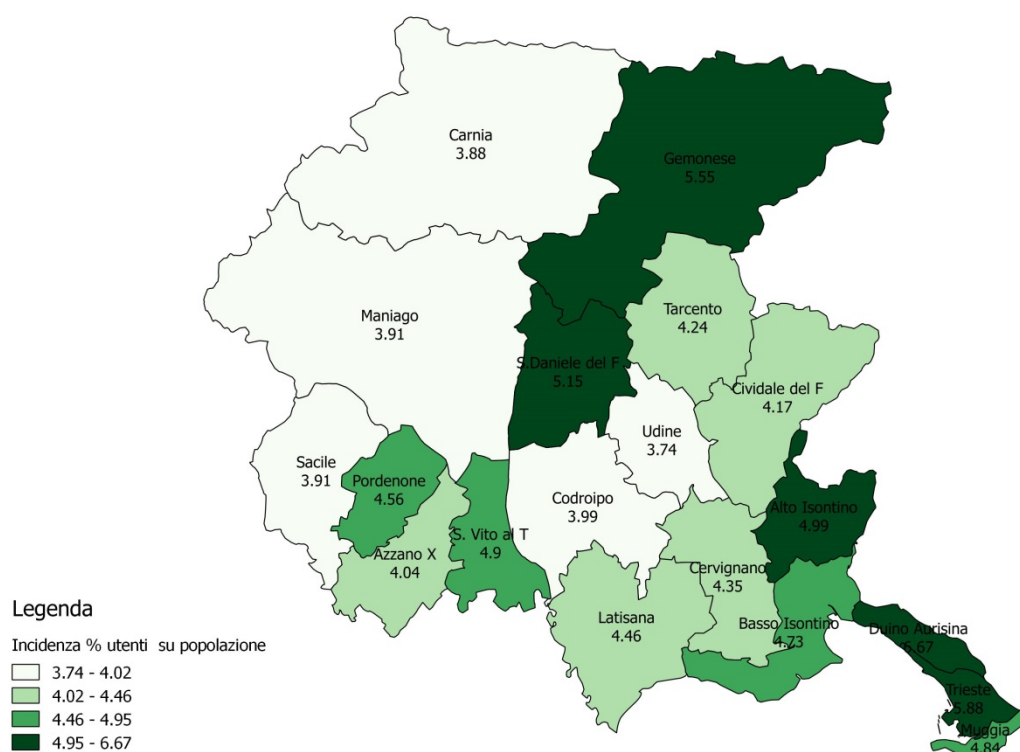 Carnia
3.88
Gemonese
5.55
Maniago
3.91
Tarcento
4.24
S.Daniele del F
5.15
Cividale del F
4.17
Udine
3.74
Sacile
3.91
Pordenone
4.56
Codroipo
3.99
Alto Isontino
4.99
S. Vito al T
4.9
Azzano X
4.04
Cervignano
4.35
Latisana
4.46
Basso Isontino
4.73
Duino Aurisina
6.67
Trieste
5.88
Muggia
4.84
Legenda
Incidenza % utenti su popolazione
3.74 - 4.02
4.02 - 4.46
4.46 - 4.95
4.95 - 6.67